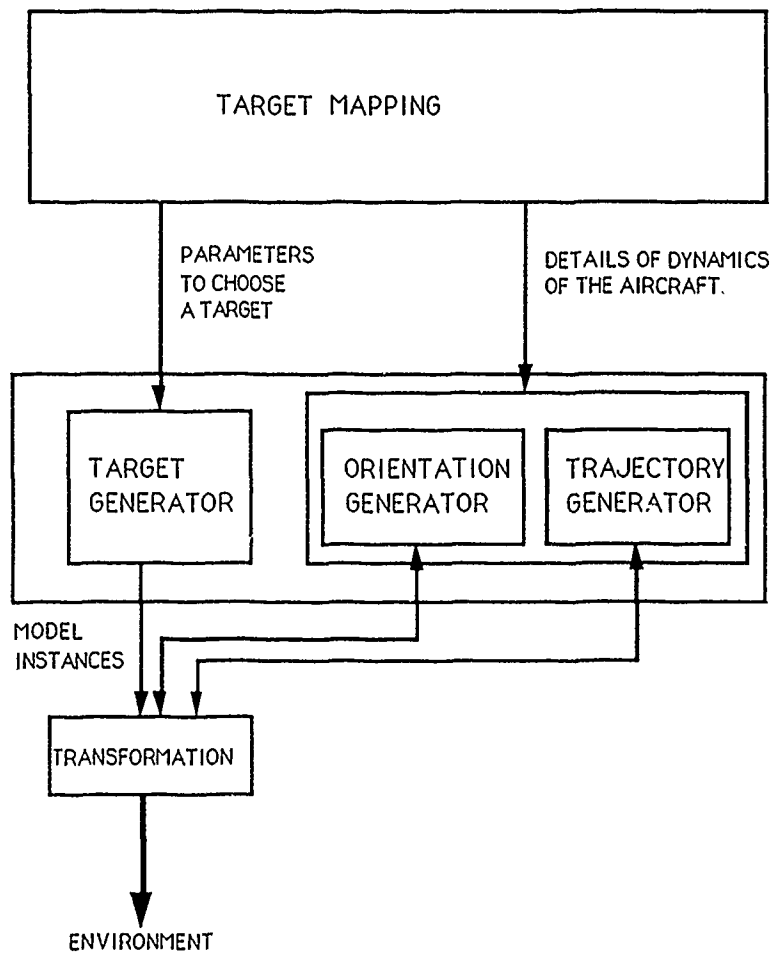 TARGET MAPPING
PARAMETERS
TO CHOOSE
A TARGET
DETAILS OF DYNAMICS
OF THE AIRCRAFT.
TARGET
GENERATOR
ORIENTATION
GENERATOR
TRAJECTORY
GENERATOR
MODEL
INSTANCES
TRANSFORMATION
ENVIRONMENT